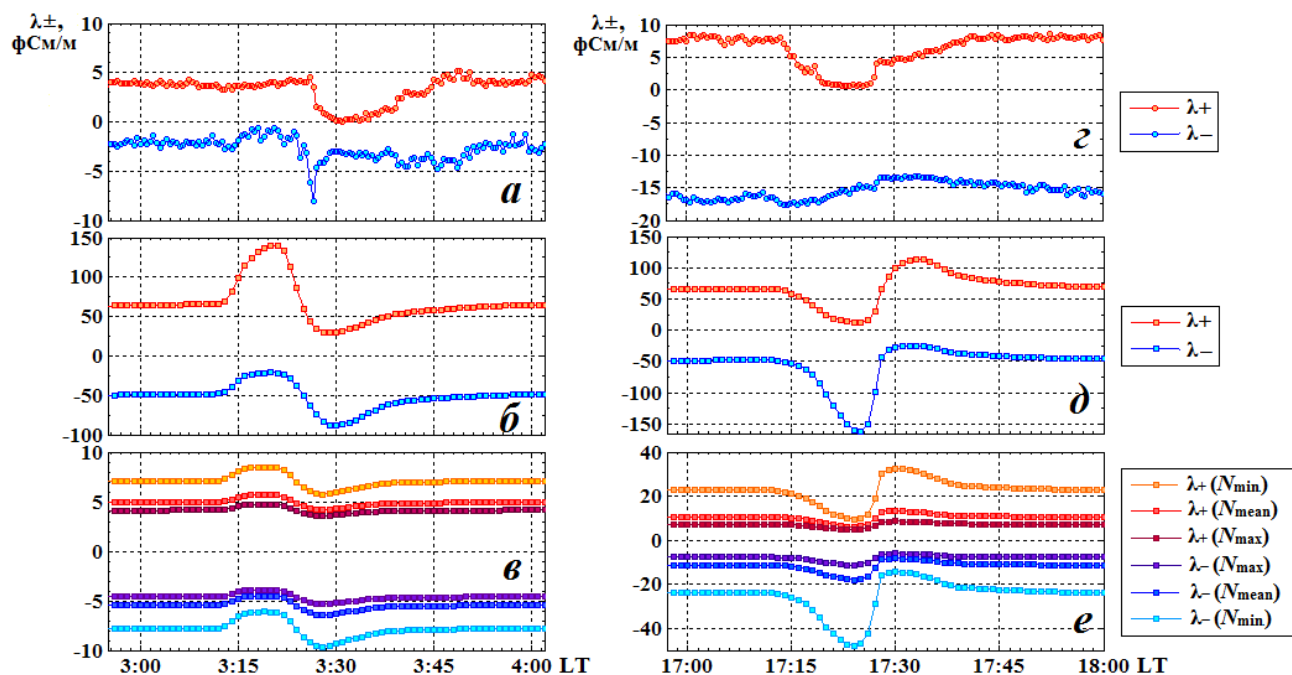 λ±,
фСм/м
10
5
0
-5
10
а
150
100
50
0
-50
-100
б
10
5
0
-5
10
в
3:00
3:15
3:30
3:45
4:00 LT
λ±,
фСм/м
10
5
0
-5
-10
-15
-20
г
150
100
50
0
-50
-100
-150
д
40
20
0
-20
-40
е
17:00
17:15
17:30
17:45
18:00 LT
λ+
λ−
λ+
λ−
λ+ (Nmin)
λ+ (Nmean)
λ+ (Nmax)
λ− (Nmax)
λ− (Nmean)
λ− (Nmin)